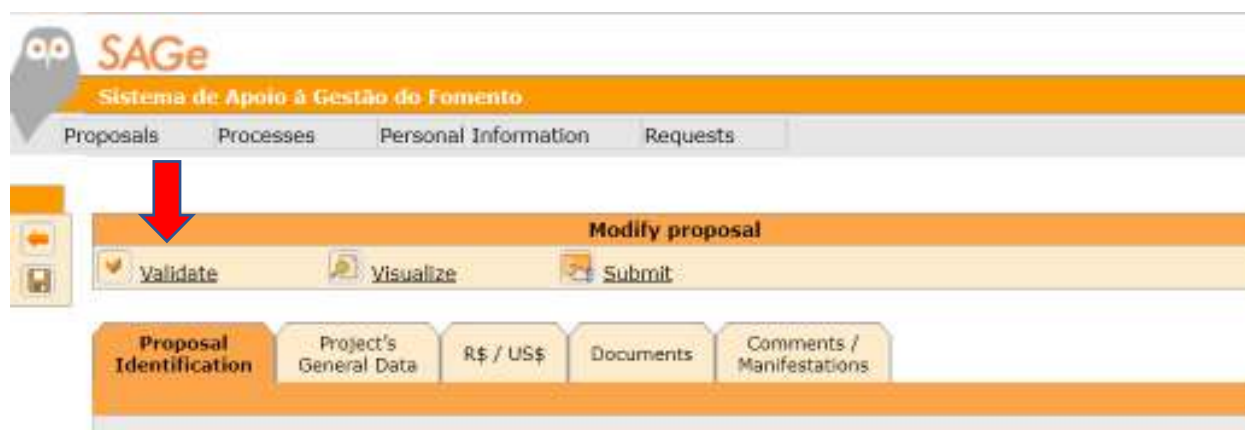 SAGe
Sistema de Apoio à Gestão do Fomento
Proposals Processes Personal Information Requests
Modify proposal
Validate Visualize Submit
Proposal Identification
Project's General Data
R$ / US$
Documents
Comments / Manifestations